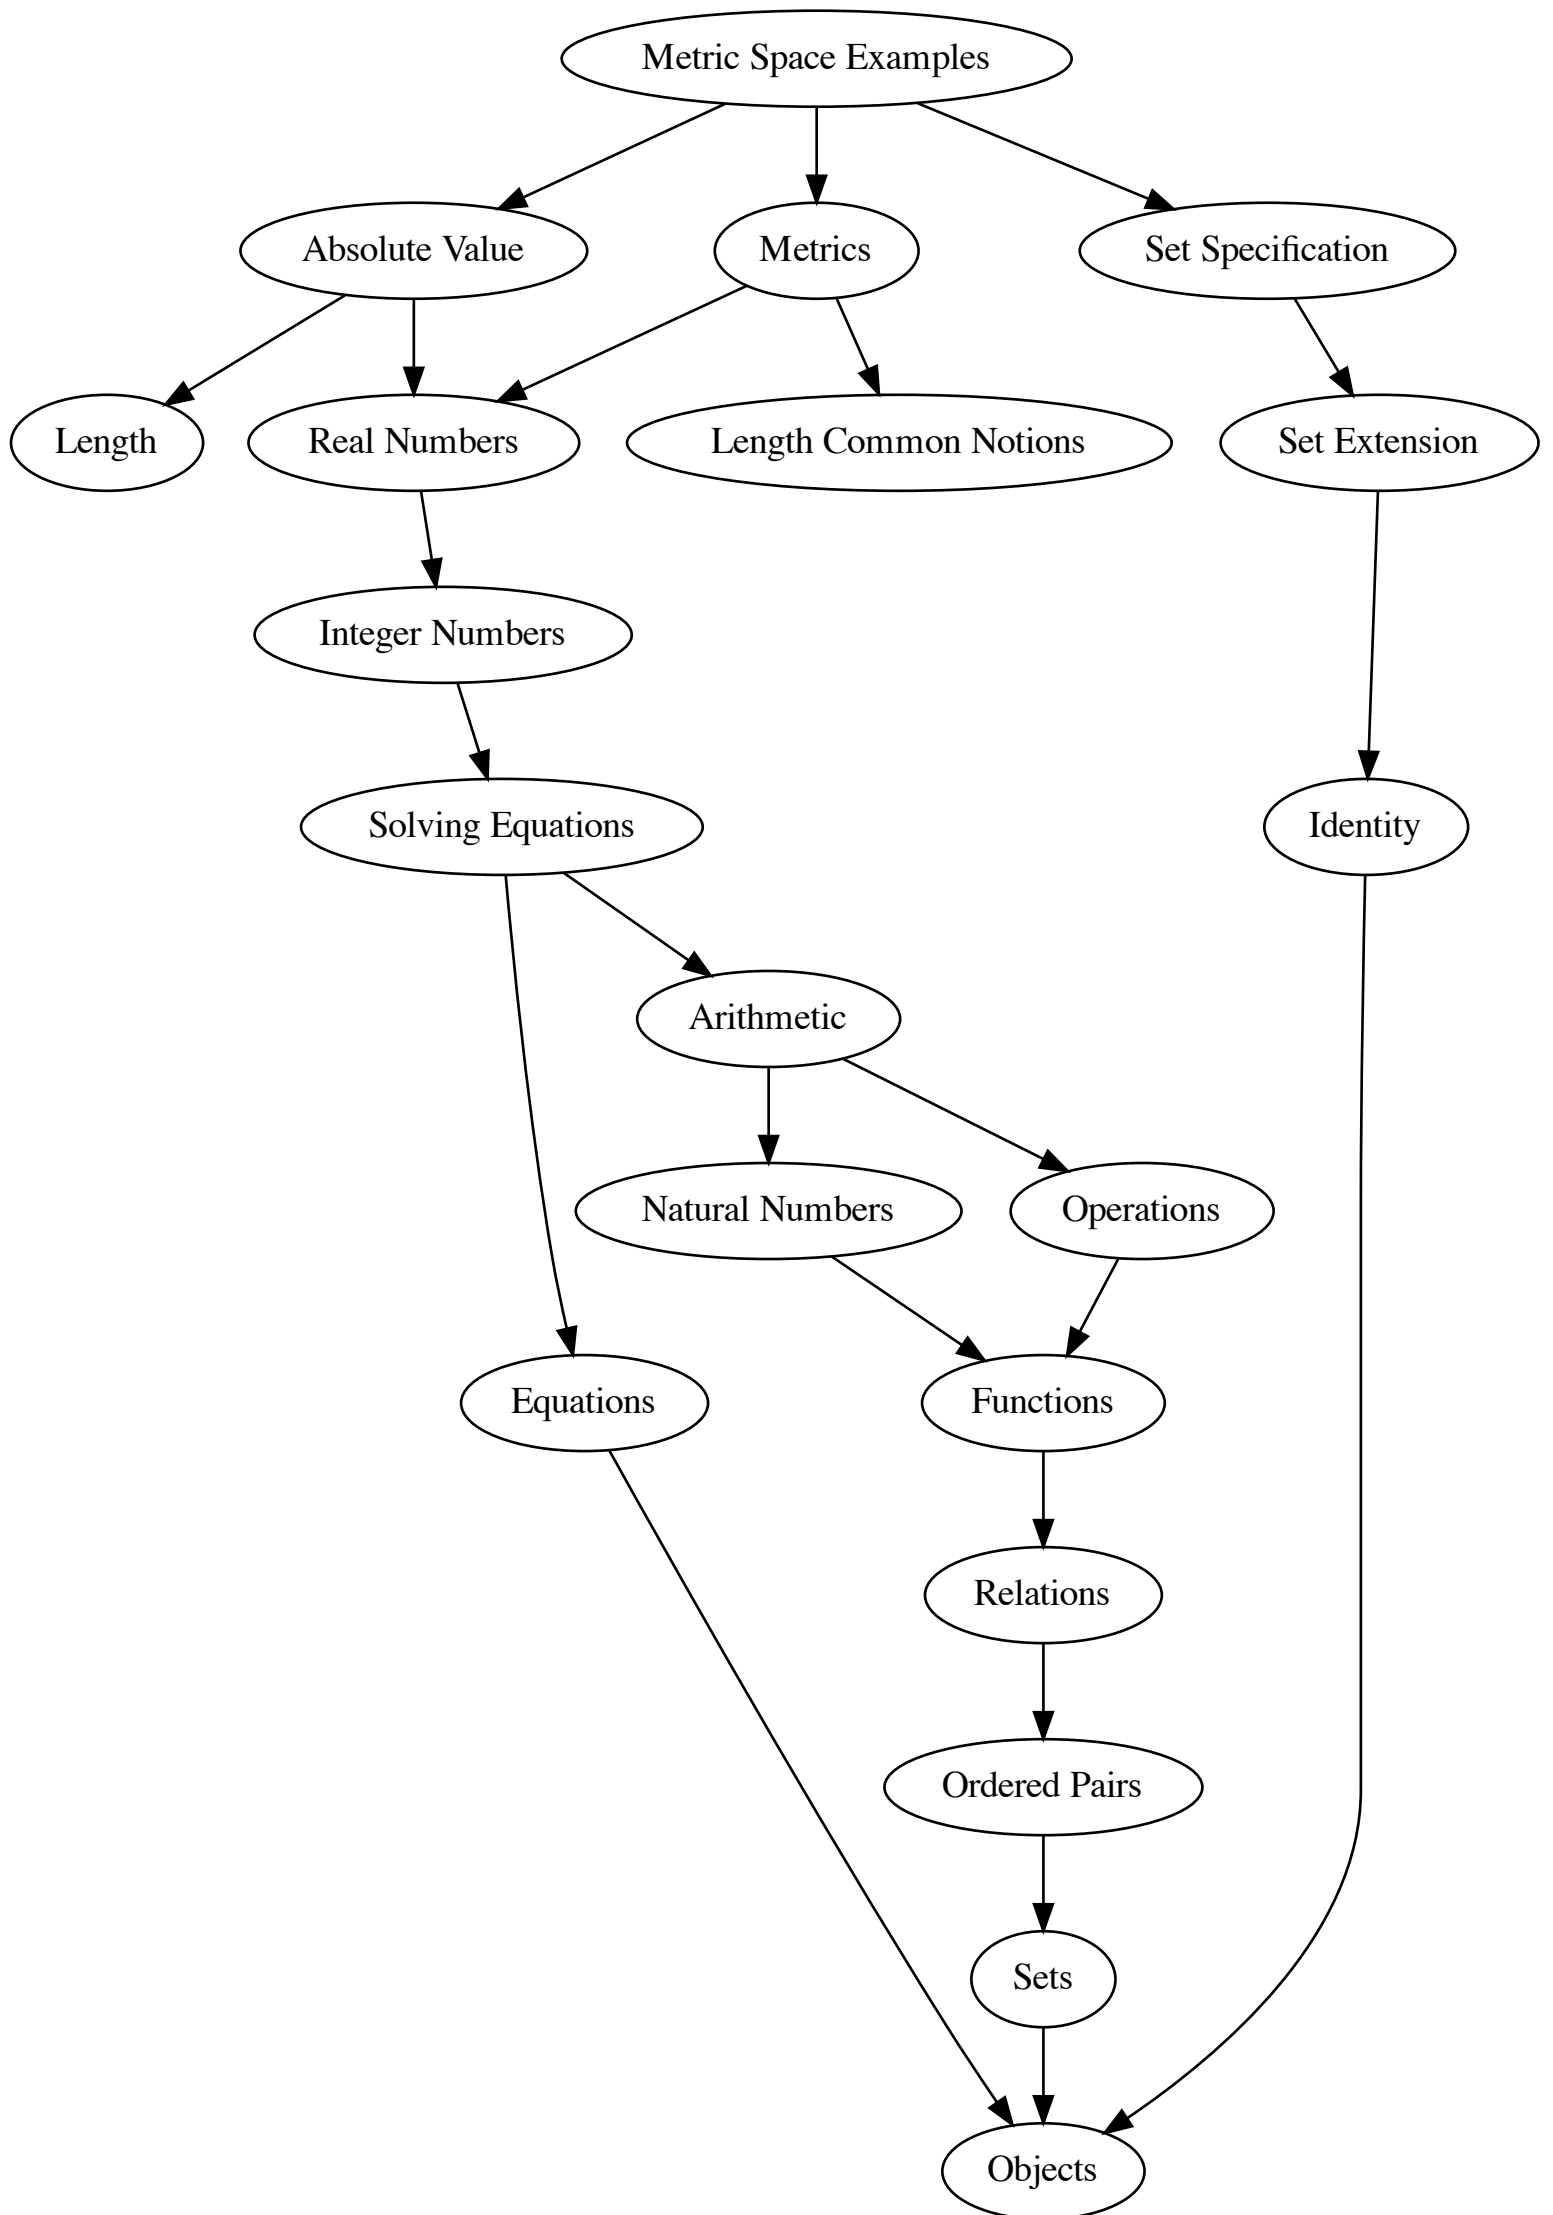 Metric Space Examples
Absolute Value
Metrics
Set Specification
Length
Real Numbers
Length Common Notions
Set Extension
Integer Numbers
Solving Equations
Identity
Arithmetic
Natural Numbers
Operations
Equations
Functions
Relations
Ordered Pairs
Sets
Objects